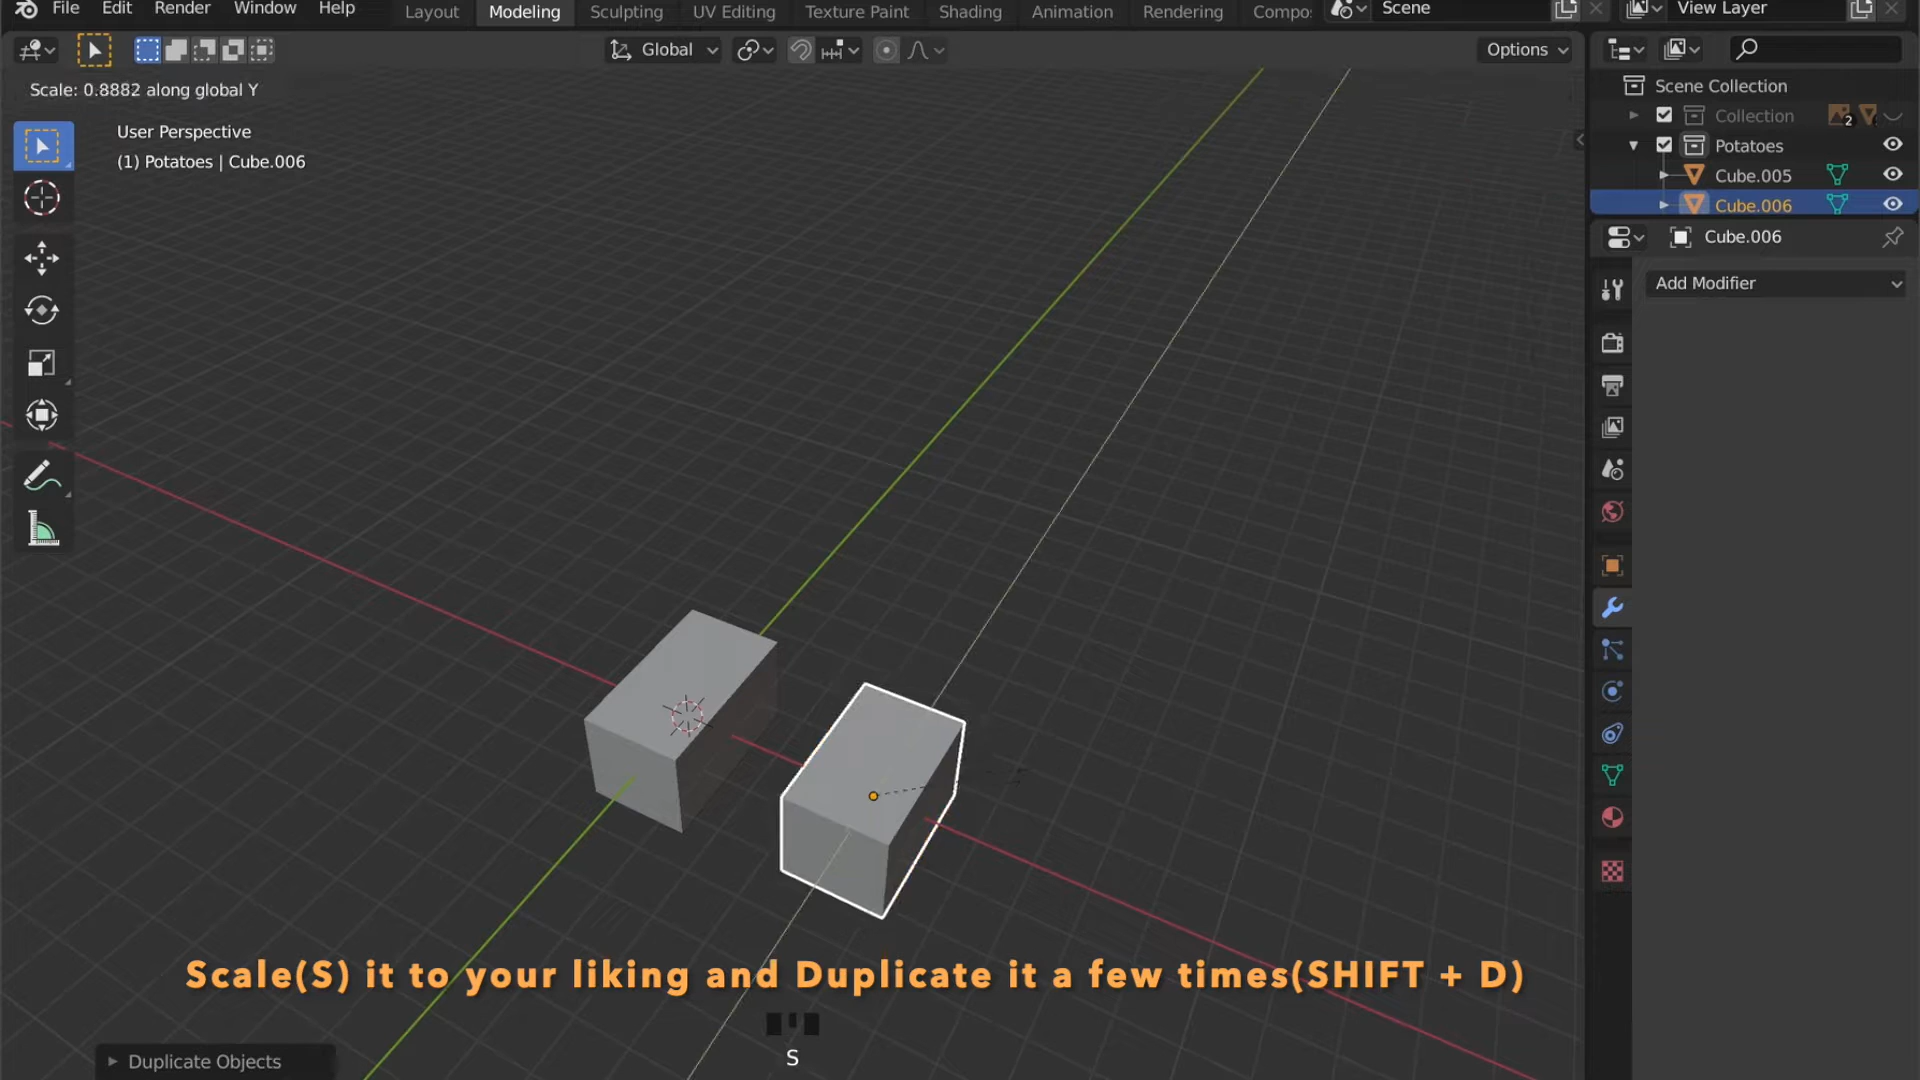 File Edit Render Window Help Layout Modeling Sculpting UV Editing Texture Paint Shading Animation Rendering Compo Scene View Layer
Global Options
Scale: 0.8882 along global Y
User Perspective
(1) Potatoes | Cube.006
Scene Collection
Collection 2
Potatoes
Cube.005
Cube.006
Cube.006
Add Modifier
Scale(S) it to your liking and Duplicate it a few times(SHIFT + D)
S
Duplicate Objects